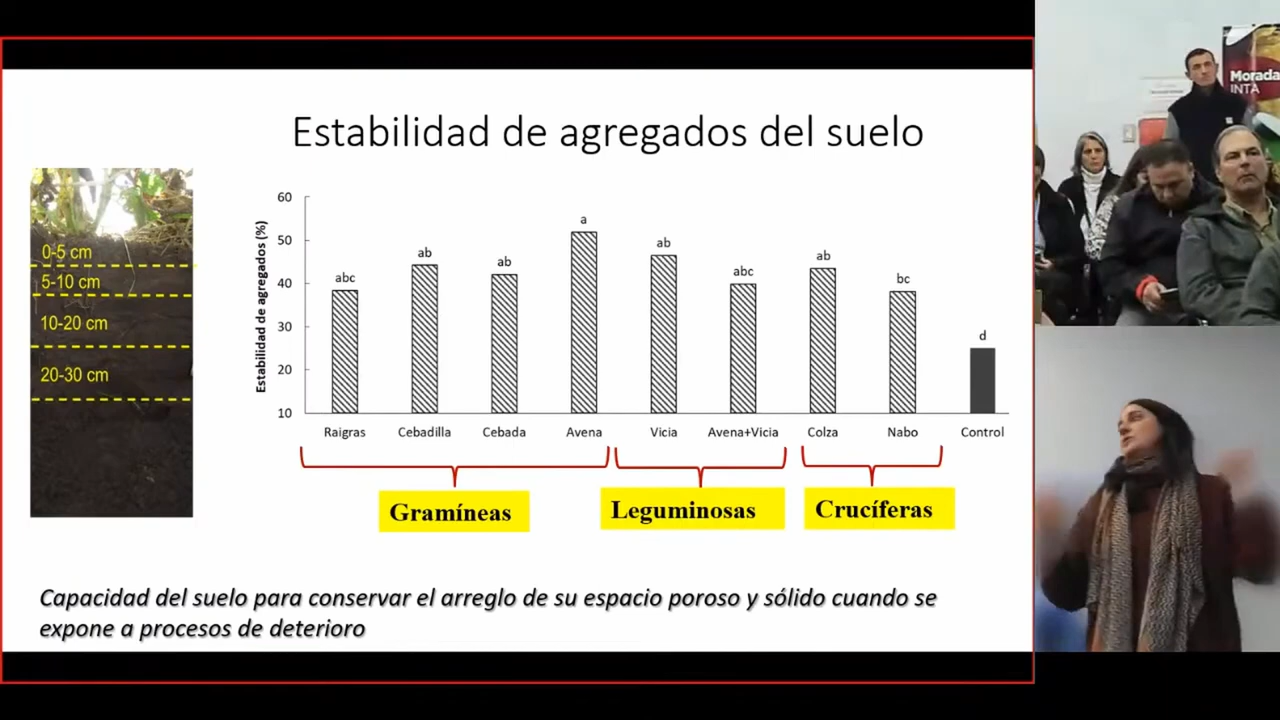 Estabilidad de agregados del suelo
0-5 cm
5-10 cm
10-20 cm
20-30 cm
Estabilidad de agregados (%)
60
50
40
30
20
10
abc
ab
ab
a
ab
abc
ab
bc
d
Raigras Cebadilla Cebada Avena Vicia Avena+Vicia Colza Nabo Control
Gramíneas Leguminosas Crucíferas
Capacidad del suelo para conservar el arreglo de su espacio poroso y sólido cuando se
expone a procesos de deterioro
Morada
INTA